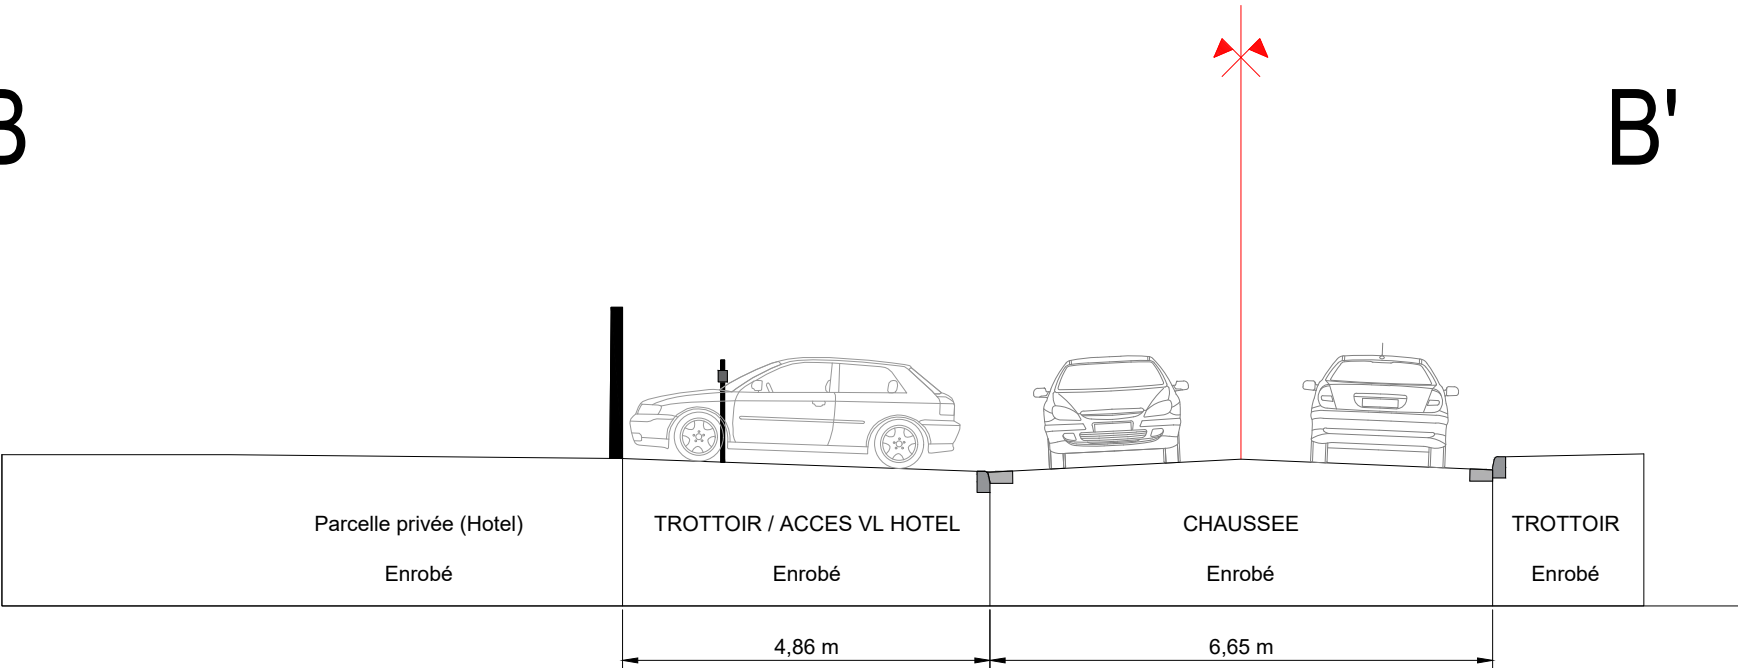 B
B'
Parcelle privée (Hotel)
TROTTOIR / ACCES VL HOTEL
CHAUSSEE
TROTTOIR
Enrobé
Enrobé
Enrobé
Enrobé
4,86 m
6,65 m